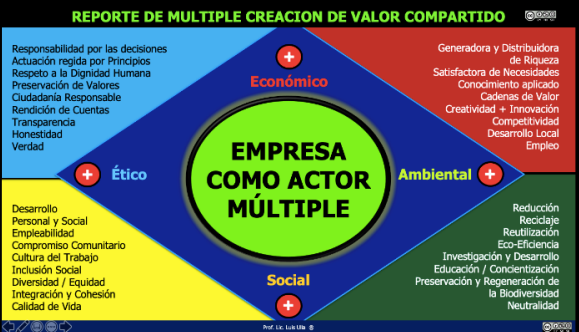 REPORTE DE MULTIPLE CREACION DE VALOR COMPARTIDO
Responsabilidad por las decisiones
Actuación regida por Principios
Respeto a la Dignidad Humana
Preservación de Valores
Ciudadanía Responsable
Rendición de Cuentas
Transparencia
Honestidad
Verdad
Económico
Generadora y Distribuidora
de Riqueza
Satisfactora de Necesidades
Conocimiento aplicado
Cadenas de Valor
Creatividad + Innovación
Competitividad
Desarrollo Local
Empleo
Ético
EMPRESA
COMO ACTOR
MÚLTIPLE
Ambiental
Desarrollo
Personal y Social
Empleabilidad
Compromiso Comunitario
Cultura del Trabajo
Inclusión Social
Diversidad / Equidad
Integración y Cohesión
Calidad de Vida
Social
Reducción
Reciclaje
Reutilización
Eco-Eficiencia
Investigación y Desarrollo
Educación / Concientización
Preservación y Regeneración de
la Biodiversidad
Neutralidad
Prof. Lic. Luis Ulla ®